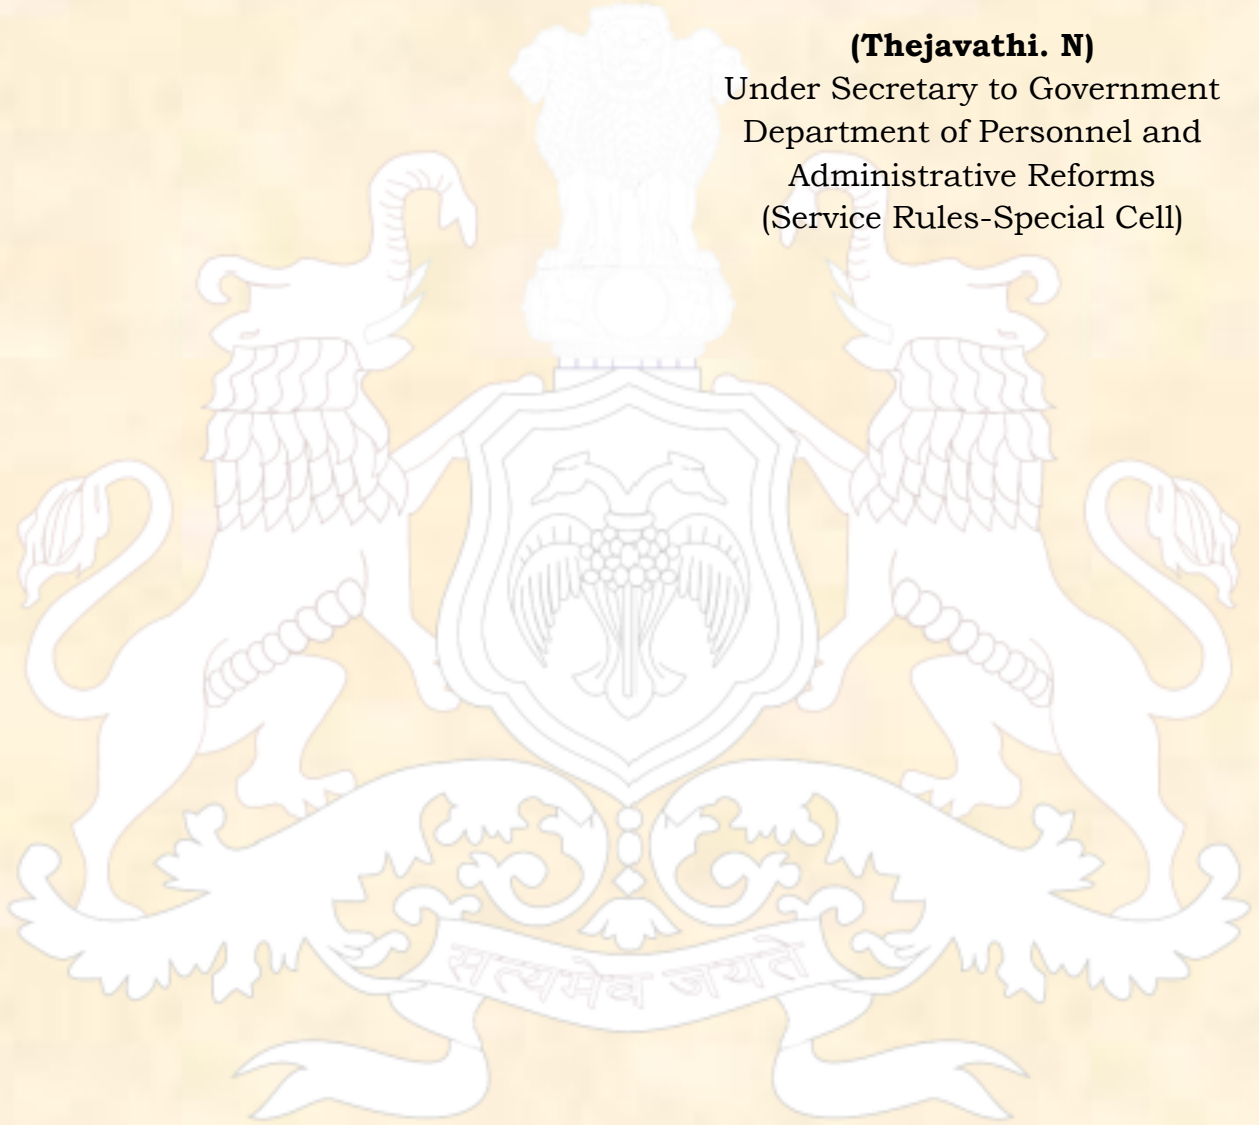 (Thejavathi. N)
Under Secretary to Government
Department of Personnel and
Administrative Reforms
(Service Rules-Special Cell)
सत्यमेव जयते